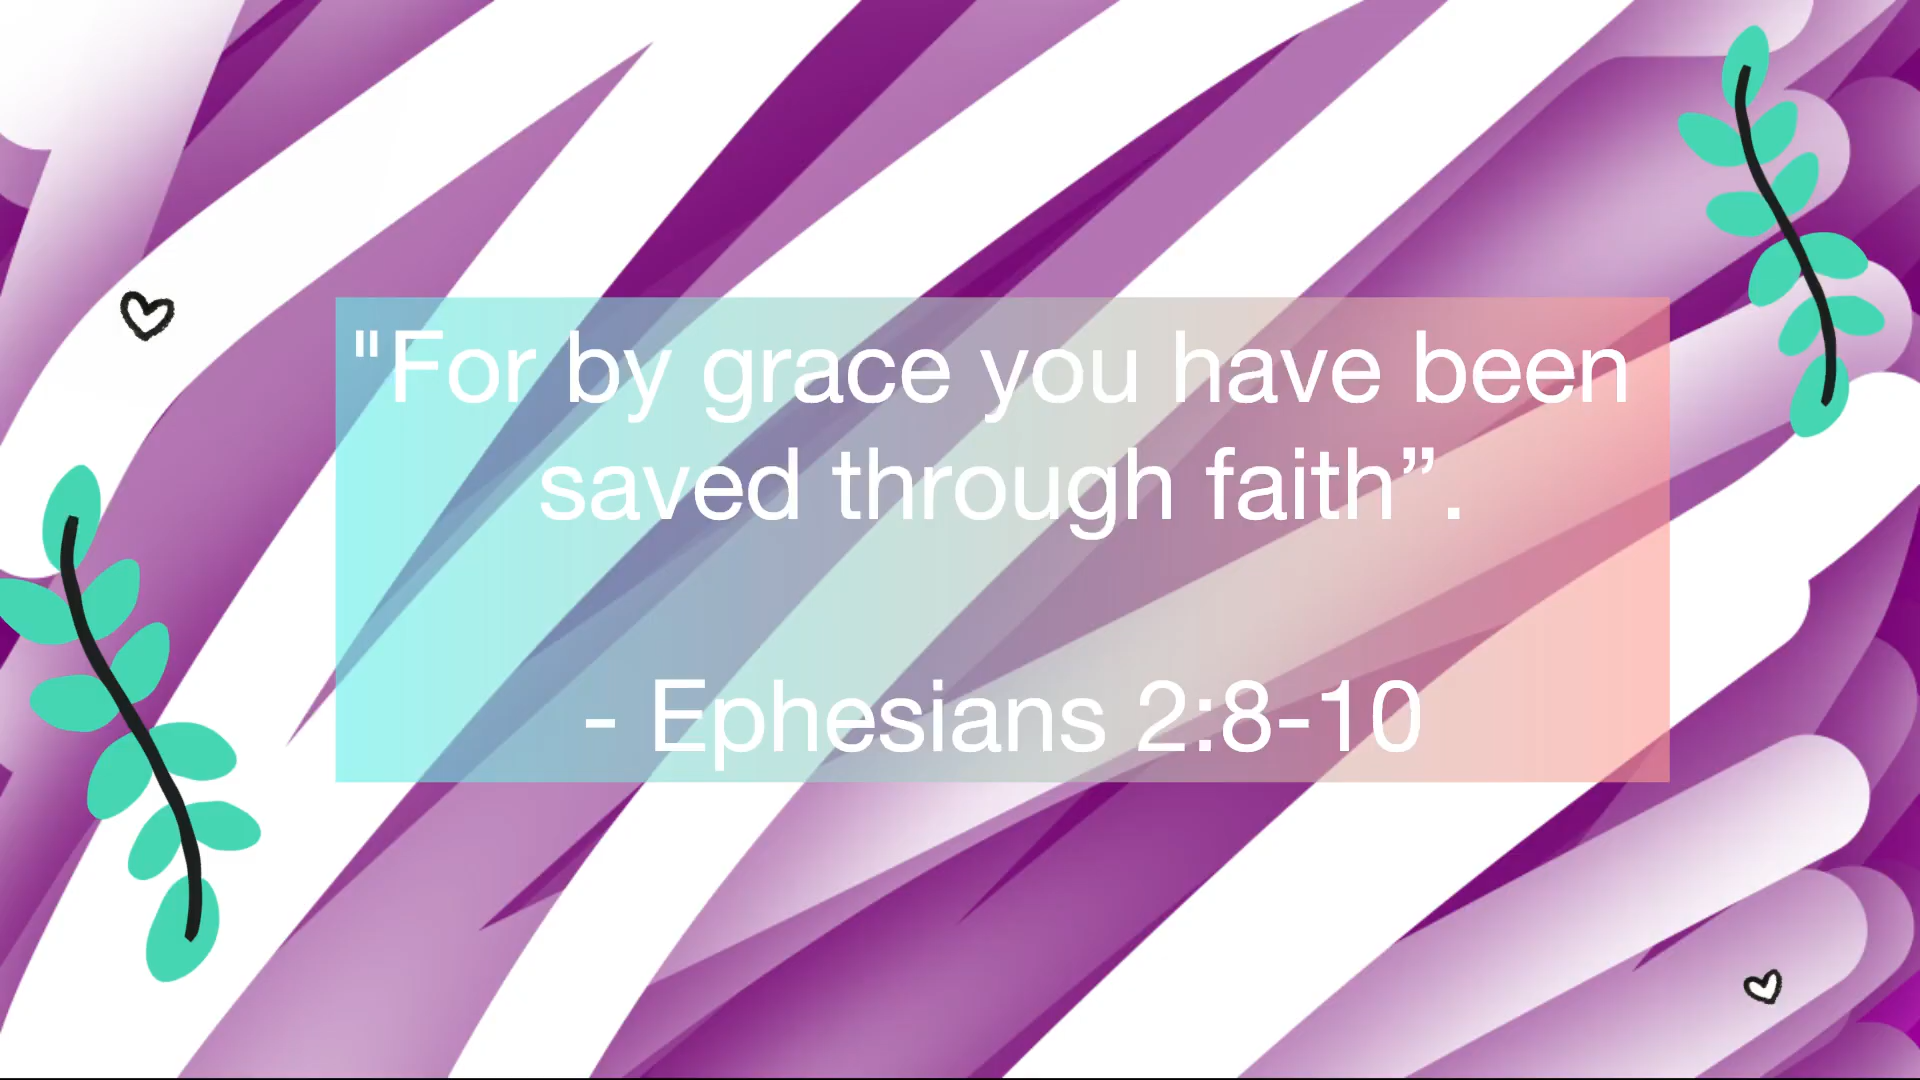 "For by grace you have been
saved through faith”.
- Ephesians 2:8-10